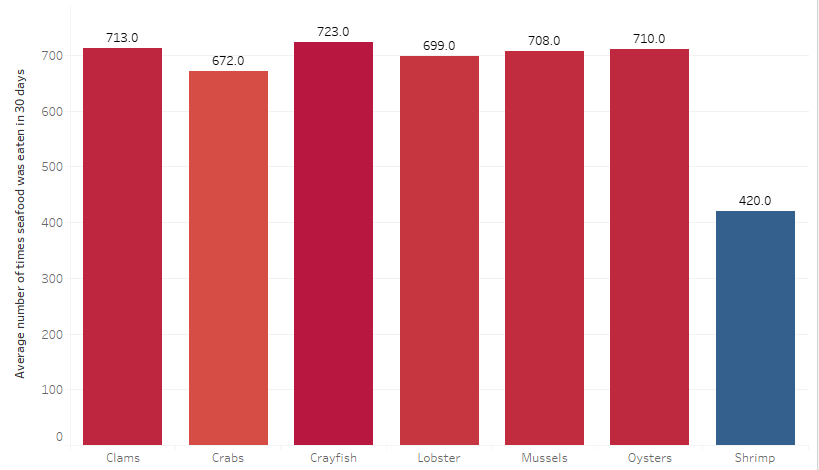 Average number of times seafood was eaten in 30 days
700
600
500
400
300
200
100
0
713.0
672.0
723.0
699.0
708.0
710.0
420.0
Clams
Crabs
Crayfish
Lobster
Mussels
Oysters
Shrimp